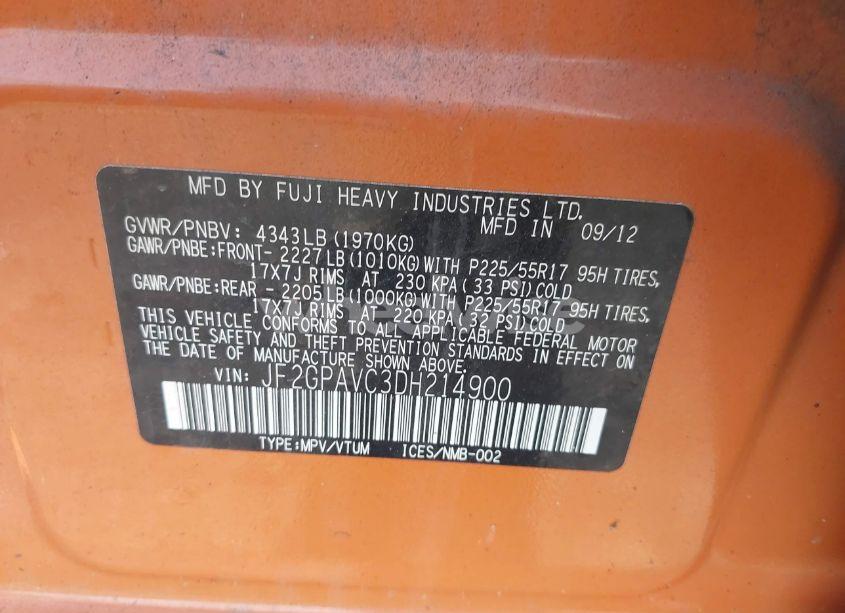 MFD BY FUJI HEAVY INDUSTRIES LTD.
MFD IN 09/12
GVWR/PNBV: 4343LB(1970KG)
GAWR/PNBE:FRONT- 2227LB(1010KG)WITH P225/55R17 95H TIRES,
17X7J RIMS AT 230 KPA(33 PSI)COLD
GAWR/PNBE:REAR - 2205LB(1000KG)WITH P225/55R17 95H TIRES,
17X7J RIMS AT 220 KPA(32 PSI)COLD
THIS VEHICLE CONFORMS TO ALL APPLICABLE FEDERAL MOTOR
VEHICLE SAFETY AND THEFT PREVENTION STANDARDS IN EFFECT ON
THE DATE OF MANUFACTURE SHOWN ABOVE.
VIN: JF2GPAVC3DH214900
TYPE:MPV/VTUM ICES/NMB-002